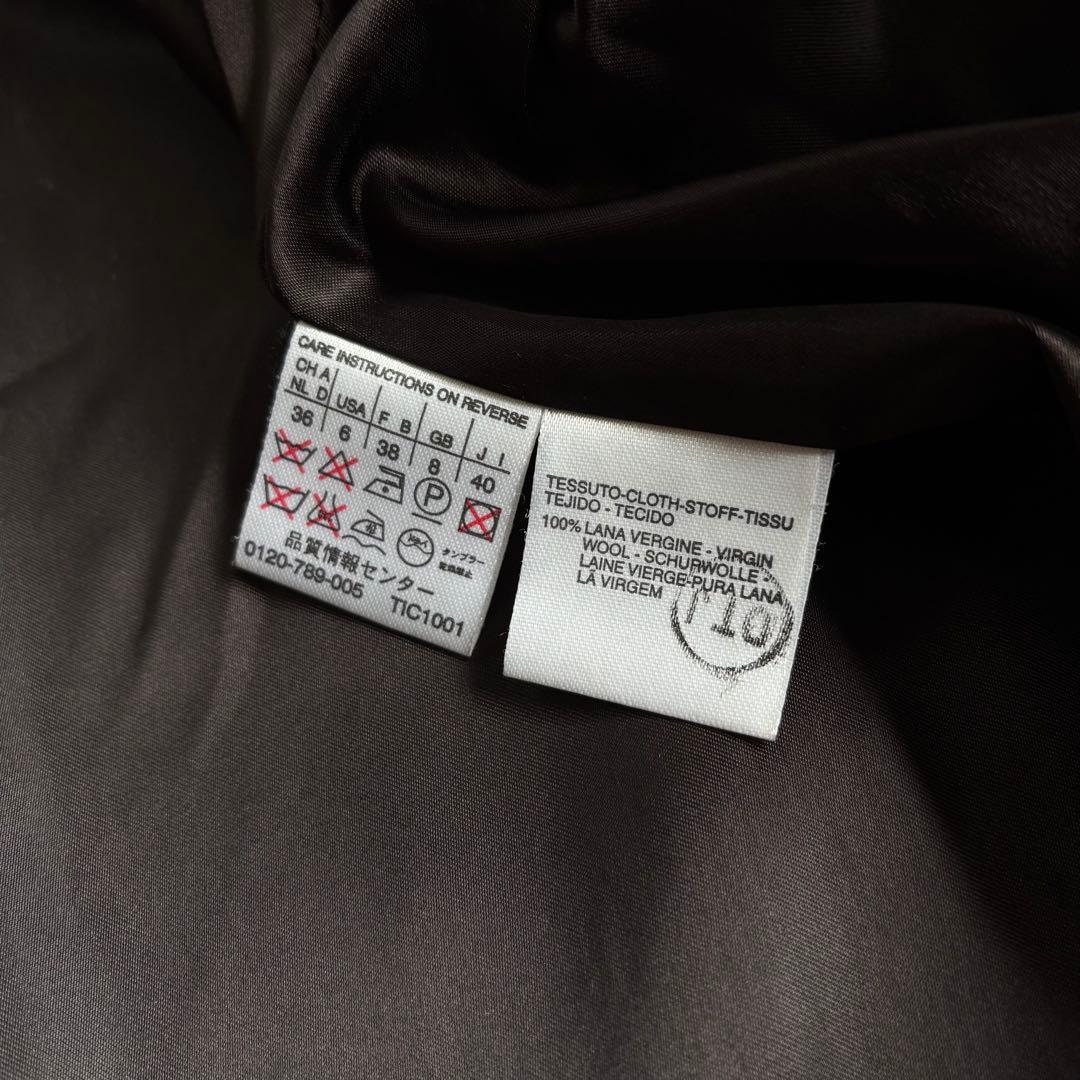 CARE INSTRUCTIONS ON REVERSE
CH A
NL D USA F B GB J I
36 6 38 8 40
P
品質情報センター
0120-789-005 TIC1001
TESSUTO-CLOTH-STOFF-TISSU
TEJIDO - TECIDO
100% LANA VERGINE - VIRGIN
WOOL - SCHURWOLLE -
LAINE VIERGE-PURA LANA
LÃ VIRGEM